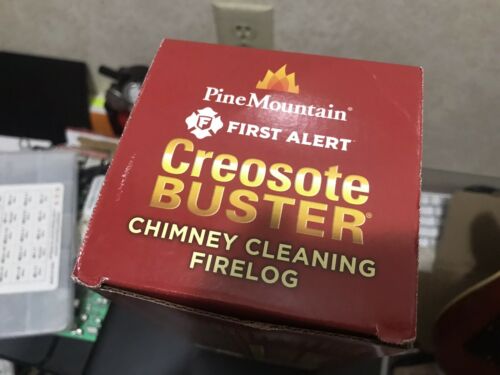 PineMountain®
F
FIRST ALERT
Creosote
BUSTER®
CHIMNEY CLEANING
FIRELOG